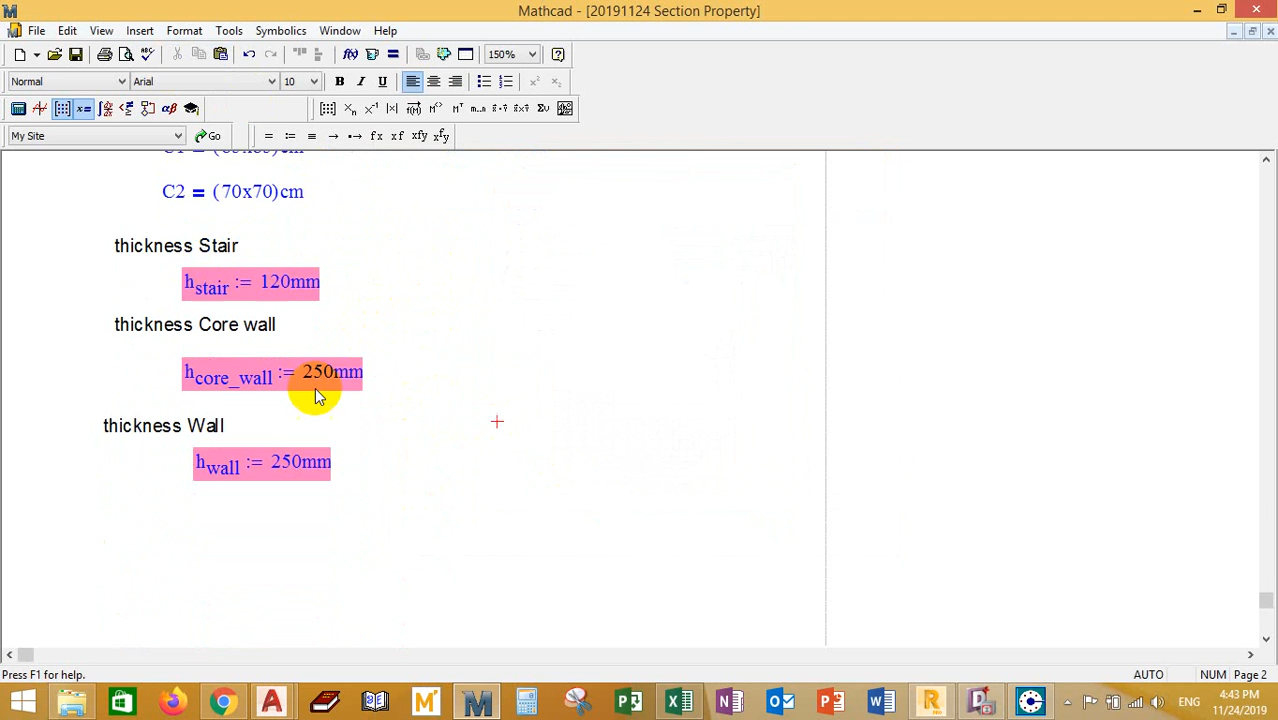 Mathcad - [20191124 Section Property]
File Edit View Insert Format Tools Symbolics Window Help
150%
Normal Arial 10 B I U
My Site Go
C2 = (70x70)cm
thickness Stair
hstair := 120mm
thickness Core wall
hcore_wall := 250mm
thickness Wall
hwall := 250mm
Press F1 for help. AUTO NUM Page 2
ENG 4:43 PM
11/24/2019